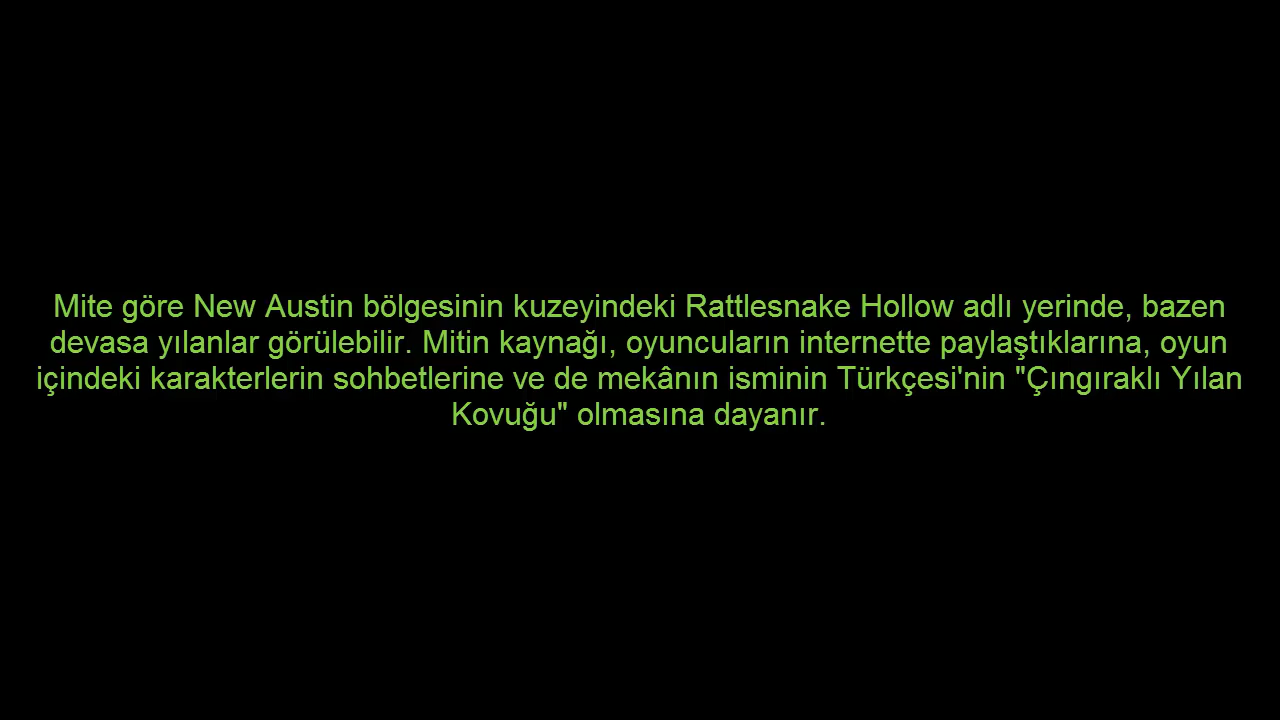 Mite göre New Austin bölgesinin kuzeyindeki Rattlesnake Hollow adlı yerinde, bazen
devasa yılanlar görülebilir. Mitin kaynağı, oyuncuların internette paylaştıklarına, oyun
içindeki karakterlerin sohbetlerine ve de mekânın isminin Türkçesi'nin "Çıngıraklı Yılan
Kovuğu" olmasına dayanır.